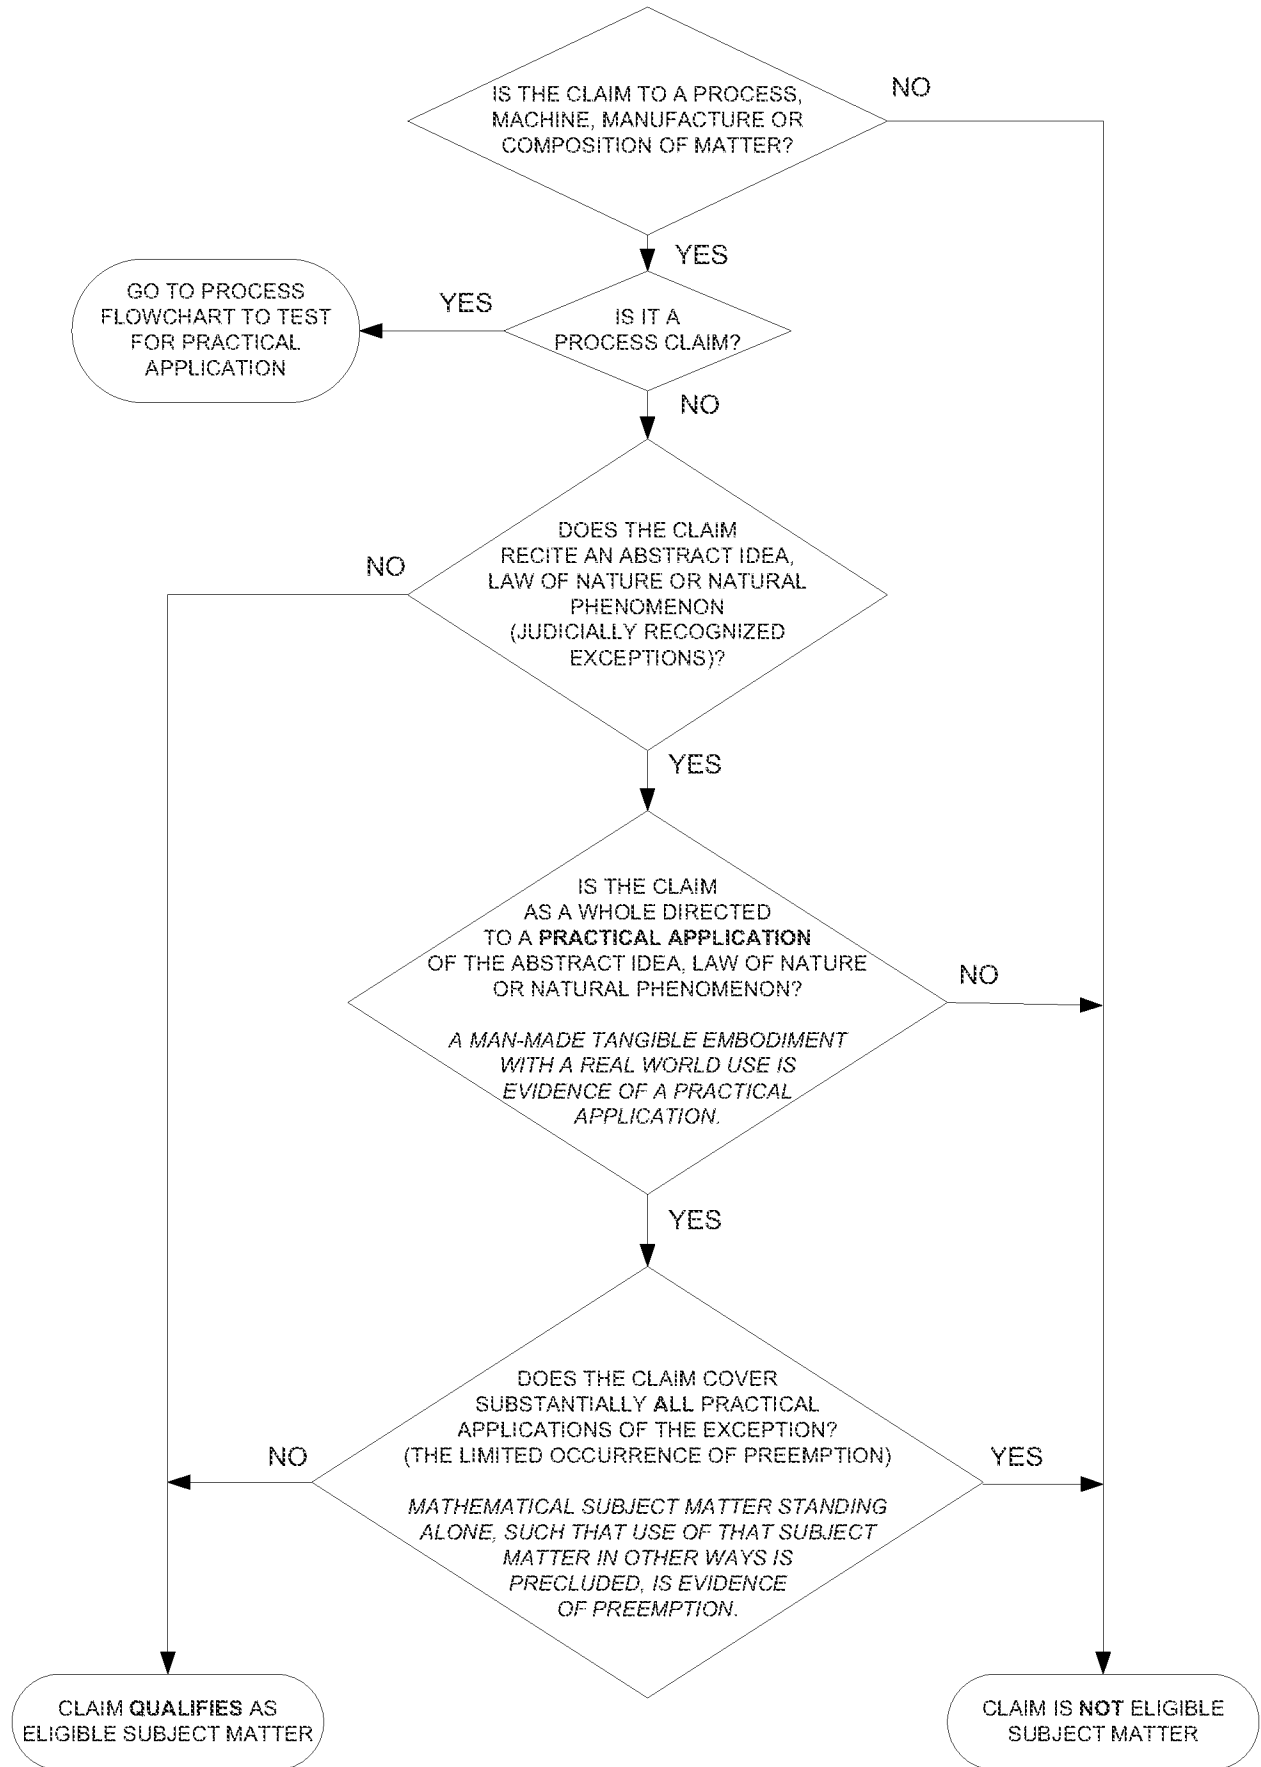 IS THE CLAIM TO A PROCESS,
MACHINE, MANUFACTURE OR
COMPOSITION OF MATTER?
NO
YES
GO TO PROCESS
FLOWCHART TO TEST
FOR PRACTICAL
APPLICATION
YES
IS IT A
PROCESS CLAIM?
NO
DOES THE CLAIM
RECITE AN ABSTRACT IDEA,
LAW OF NATURE OR NATURAL
PHENOMENON
(JUDICIALLY RECOGNIZED
EXCEPTIONS)?
NO
YES
IS THE CLAIM
AS A WHOLE DIRECTED
TO A PRACTICAL APPLICATION
OF THE ABSTRACT IDEA, LAW OF NATURE
OR NATURAL PHENOMENON?
A MAN-MADE TANGIBLE EMBODIMENT
WITH A REAL WORLD USE IS
EVIDENCE OF A PRACTICAL
APPLICATION.
NO
YES
DOES THE CLAIM COVER
SUBSTANTIALLY ALL PRACTICAL
APPLICATIONS OF THE EXCEPTION?
(THE LIMITED OCCURRENCE OF PREEMPTION)
MATHEMATICAL SUBJECT MATTER STANDING
ALONE, SUCH THAT USE OF THAT SUBJECT
MATTER IN OTHER WAYS IS
PRECLUDED, IS EVIDENCE
OF PREEMPTION.
NO
YES
CLAIM QUALIFIES AS
ELIGIBLE SUBJECT MATTER
CLAIM IS NOT ELIGIBLE
SUBJECT MATTER